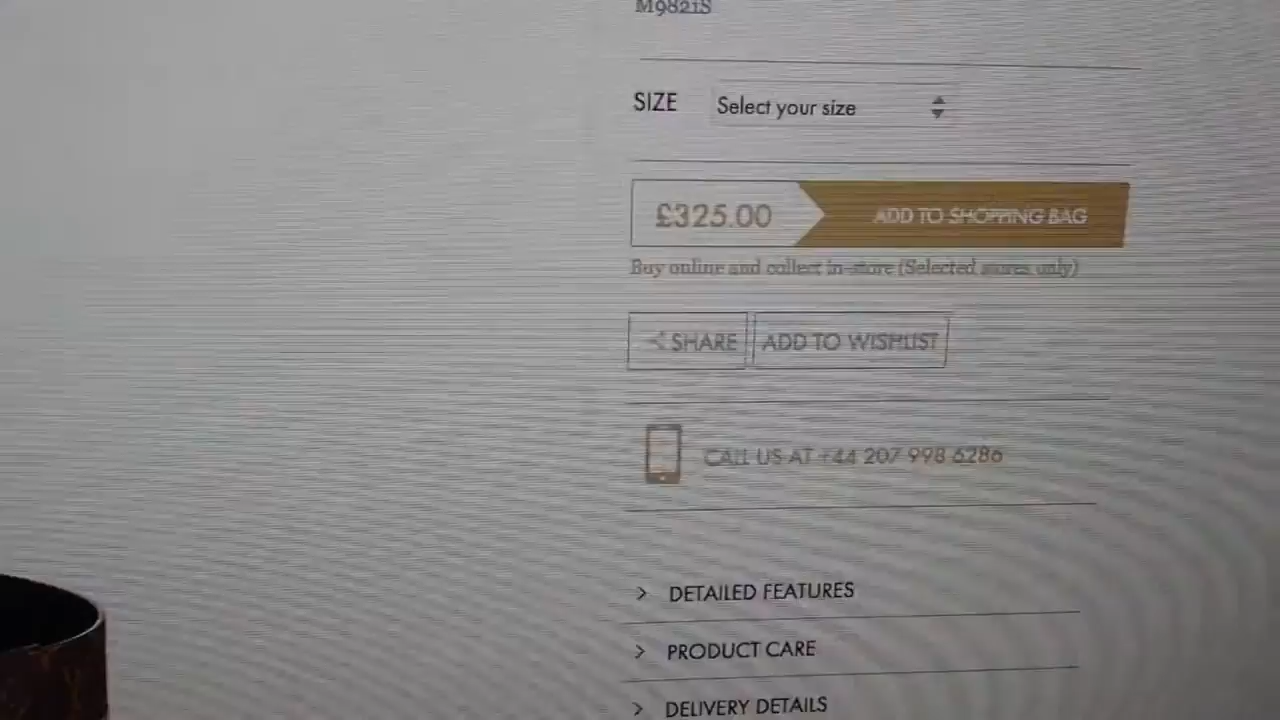 M9821S
SIZE Select your size
£325.00 ADD TO SHOPPING BAG
Buy online and collect in-store (Selected stores only)
SHARE ADD TO WISHLIST
CALL US AT +44 207 998 6286
> DETAILED FEATURES
> PRODUCT CARE
> DELIVERY DETAILS